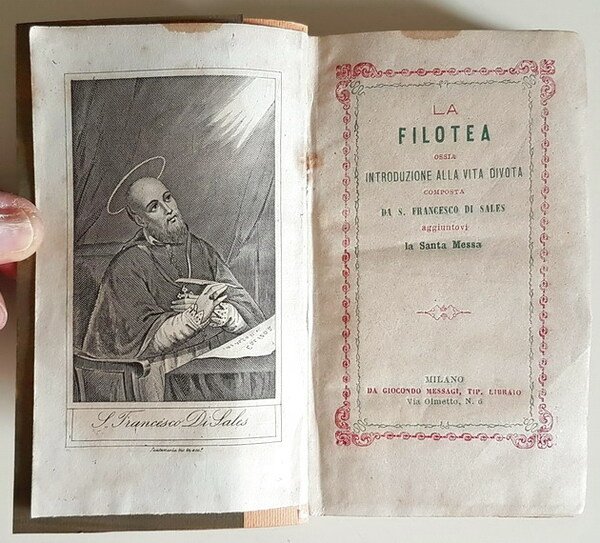 S. Francesco Di Sales
LA
FILOTEA
OSSIA
INTRODUZIONE ALLA VITA DIVOTA
COMPOSTA
DA S. FRANCESCO DI SALES
aggiuntovi
la Santa Messa
MILANO
DA GIOCONDO MESSAGI, TIP. LIBRAIO
Via Olmetto, N. 6